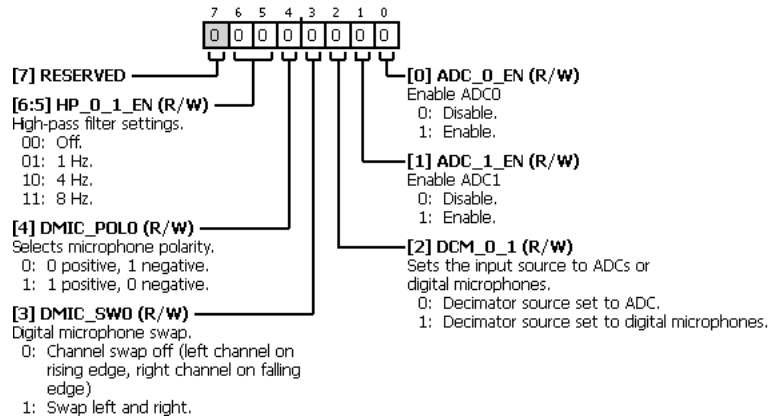 7 6 5 4 3 2 1 0
0 0 0 0 0 0 0 0
[7] RESERVED
[6:5] HP_0_1_EN (R/W)
High-pass filter settings.
00: Off.
01: 1 Hz.
10: 4 Hz.
11: 8 Hz.
[4] DMIC_POL0 (R/W)
Selects microphone polarity.
0: 0 positive, 1 negative.
1: 1 positive, 0 negative.
[3] DMIC_SW0 (R/W)
Digital microphone swap.
0: Channel swap off (left channel on
rising edge, right channel on falling
edge)
1: Swap left and right.
[0] ADC_0_EN (R/W)
Enable ADC0
0: Disable.
1: Enable.
[1] ADC_1_EN (R/W)
Enable ADC1
0: Disable.
1: Enable.
[2] DCM_0_1 (R/W)
Sets the input source to ADCs or
digital microphones.
0: Decimator source set to ADC.
1: Decimator source set to digital microphones.